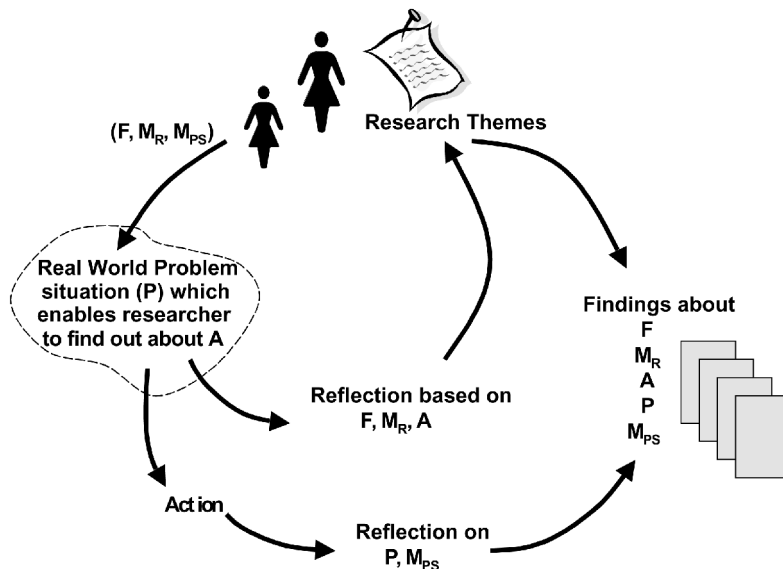 Research Themes
(F, MR, MPS)
Real World Problem
situation (P) which
enables researcher
to find out about A
Findings about
F
MR
A
P
MPS
Reflection based on
F, MR, A
Action
Reflection on
P, MPS